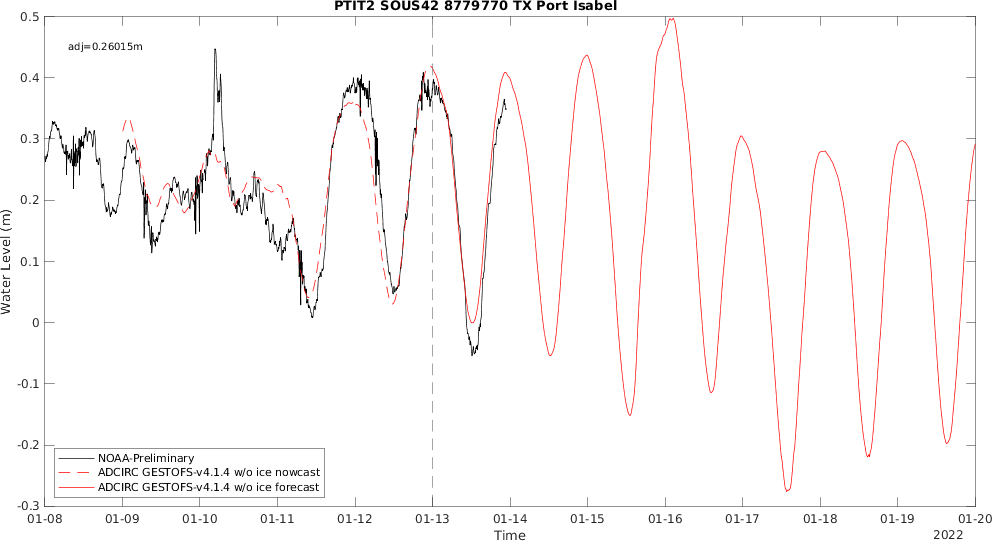 PTIT2 SOUS42 8779770 TX Port Isabel
adj=0.26015m
0.5
0.4
0.3
0.2
0.1
0
-0.1
-0.2
-0.3
Water Level (m)
NOAA-Preliminary
ADCIRC GESTOFS-v4.1.4 w/o ice nowcast
ADCIRC GESTOFS-v4.1.4 w/o ice forecast
01-08 01-09 01-10 01-11 01-12 01-13 01-14 01-15 01-16 01-17 01-18 01-19 01-20
Time
2022